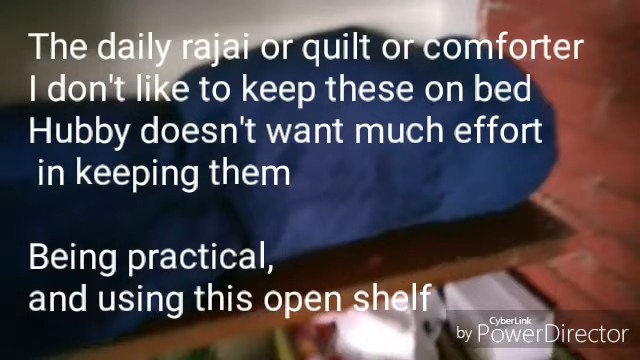 The daily rajai or quilt or comforter
I don't like to keep these on bed
Hubby doesn't want much effort
in keeping them
Being practical,
and using this open shelf
CyberLink
by PowerDirector